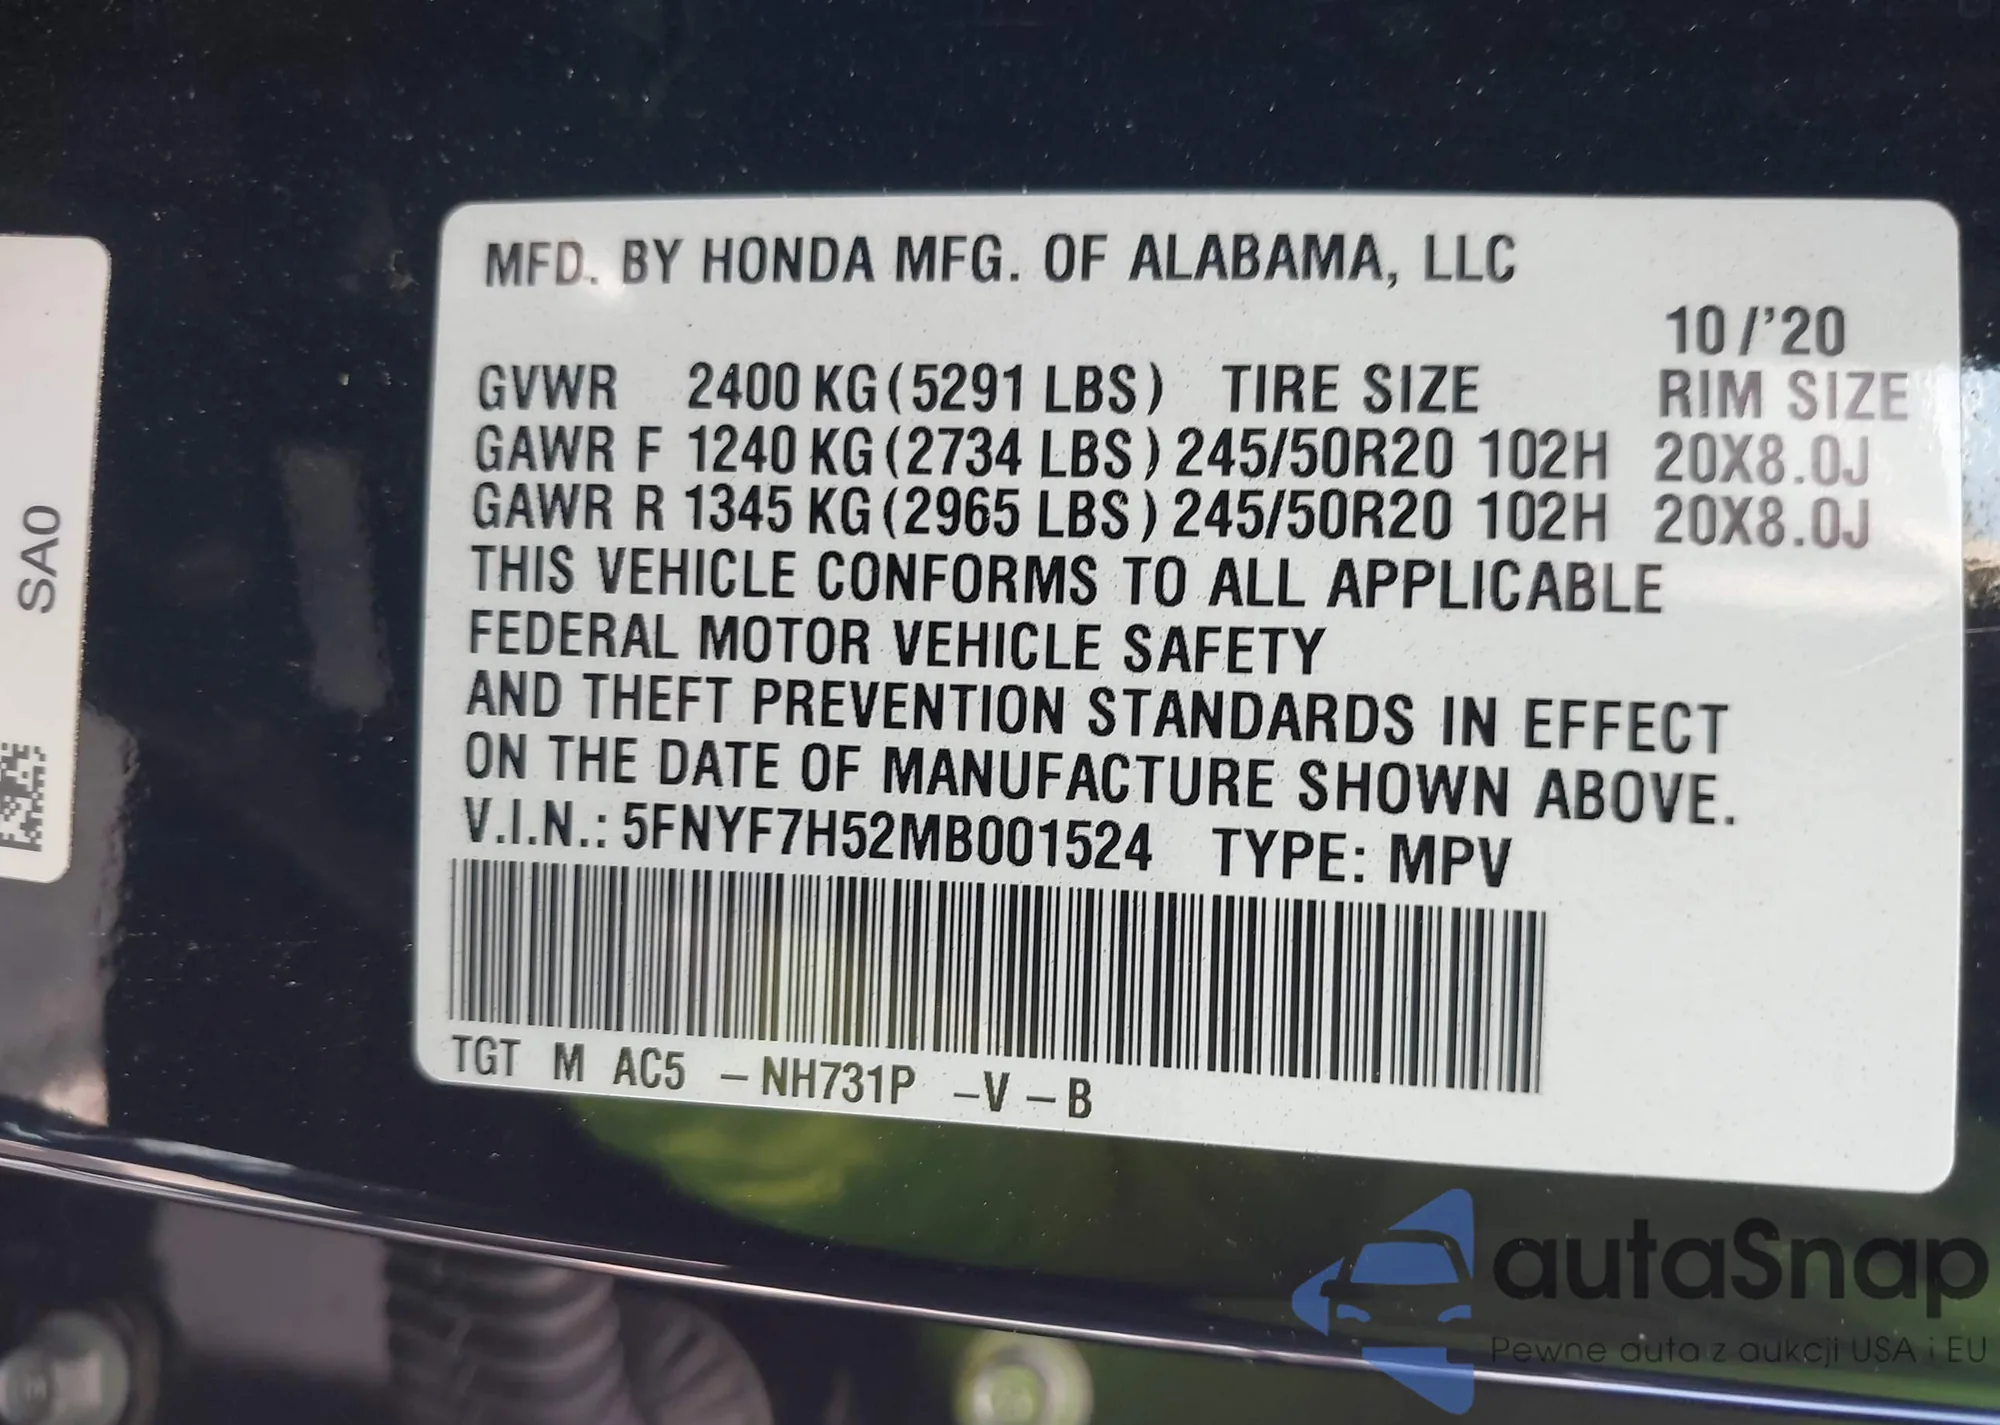 SA0
MFD. BY HONDA MFG. OF ALABAMA, LLC
10/'20
GVWR 2400 KG (5291 LBS) TIRE SIZE RIM SIZE
GAWR F 1240 KG (2734 LBS) 245/50R20 102H 20X8.0J
GAWR R 1345 KG (2965 LBS) 245/50R20 102H 20X8.0J
THIS VEHICLE CONFORMS TO ALL APPLICABLE
FEDERAL MOTOR VEHICLE SAFETY
AND THEFT PREVENTION STANDARDS IN EFFECT
ON THE DATE OF MANUFACTURE SHOWN ABOVE.
V.I.N.: 5FNYF7H52MB001524 TYPE: MPV
TGT M AC5 –NH731P –V–B
autaSnap
Pewne auta z aukcji USA i EU